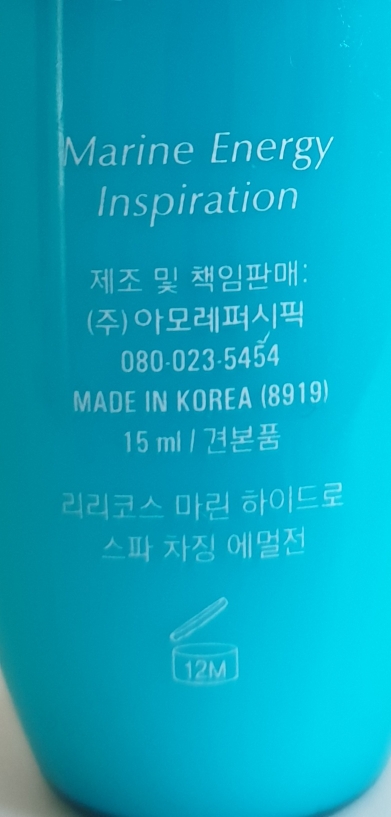 Marine Energy
Inspiration
제조 및 책임판매:
(주)아모레퍼시픽
080-023-5454
MADE IN KOREA (8919)
15 ml / 견본품
리리코스 마린 하이드로
스파 차징 에멀전
12M